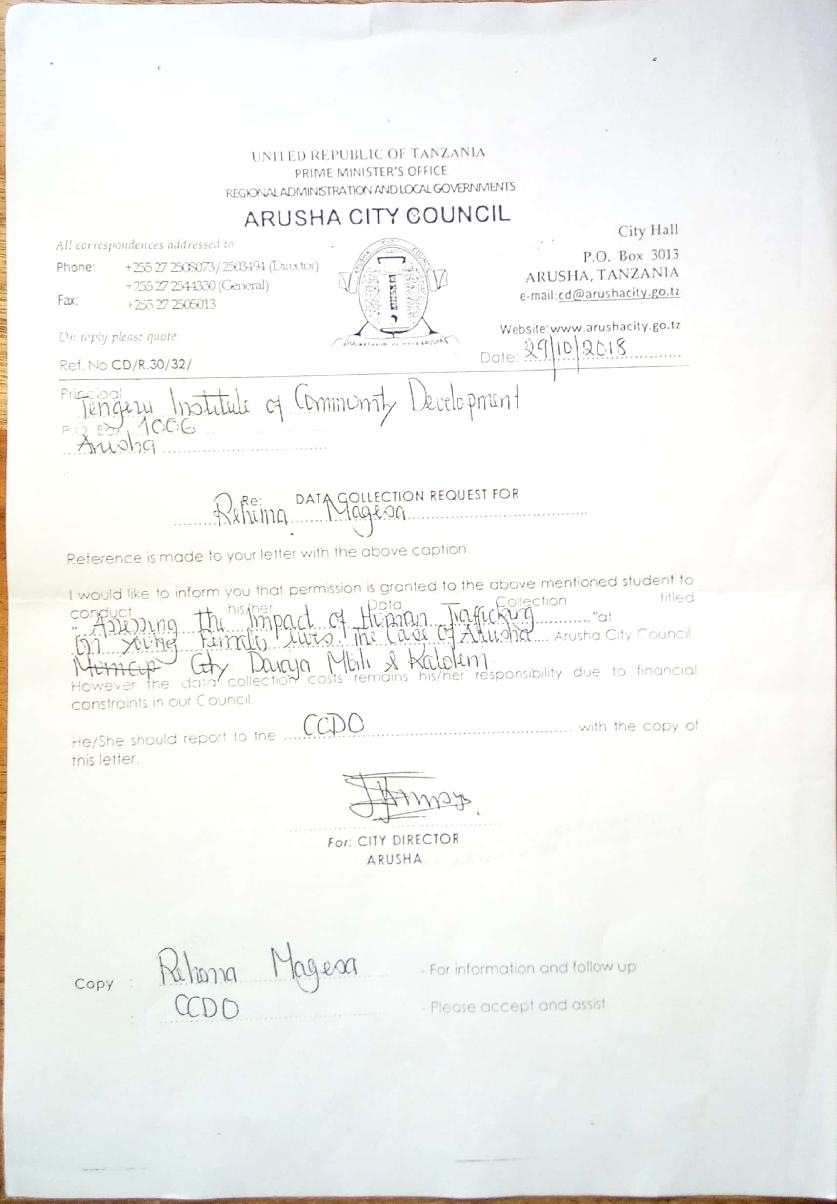 UNITED REPUBLIC OF TANZANIA
PRIME MINISTER'S OFFICE
REGIONAL ADMINISTRATION AND LOCAL GOVERNMENTS
ARUSHA CITY COUNCIL
All correspondences addressed to
Phone: +255 27 2508073/2503494 (Director)
+255 27 2544330 (General)
Fax: +255 27 2505013
On reply please quote
Ref. No.CD/R.30/32/
City Hall
P.O. Box 3013
ARUSHA, TANZANIA
e-mail:cd@arushacity.go.tz
Website:www.arushacity.go.tz
Date: 29/10/2018
ARUSHA CITY COUNCIL
Principal
Tengeru Institute of Community Development
P.O Box 1006
Arusha
Re: DATA COLLECTION REQUEST FOR
Rehima Magesa
Reference is made to your letter with the above caption.
I would like to inform you that permission is granted to the above mentioned student to
conduct his/her Data Collection titled
"Assessing the Impact of Human Trafficking "at
On young Females Lives The Case of Arusha Arusha City Council
City Daraja Mbili & Kaloleni
However the data collection costs remains his/her responsibility due to financial
constraints in our Council.
He/She should report to the CCDO with the copy of
this letter.
For: CITY DIRECTOR
ARUSHA
Copy : Rehema Magesa - For information and follow up
: CCDO - Please accept and assist